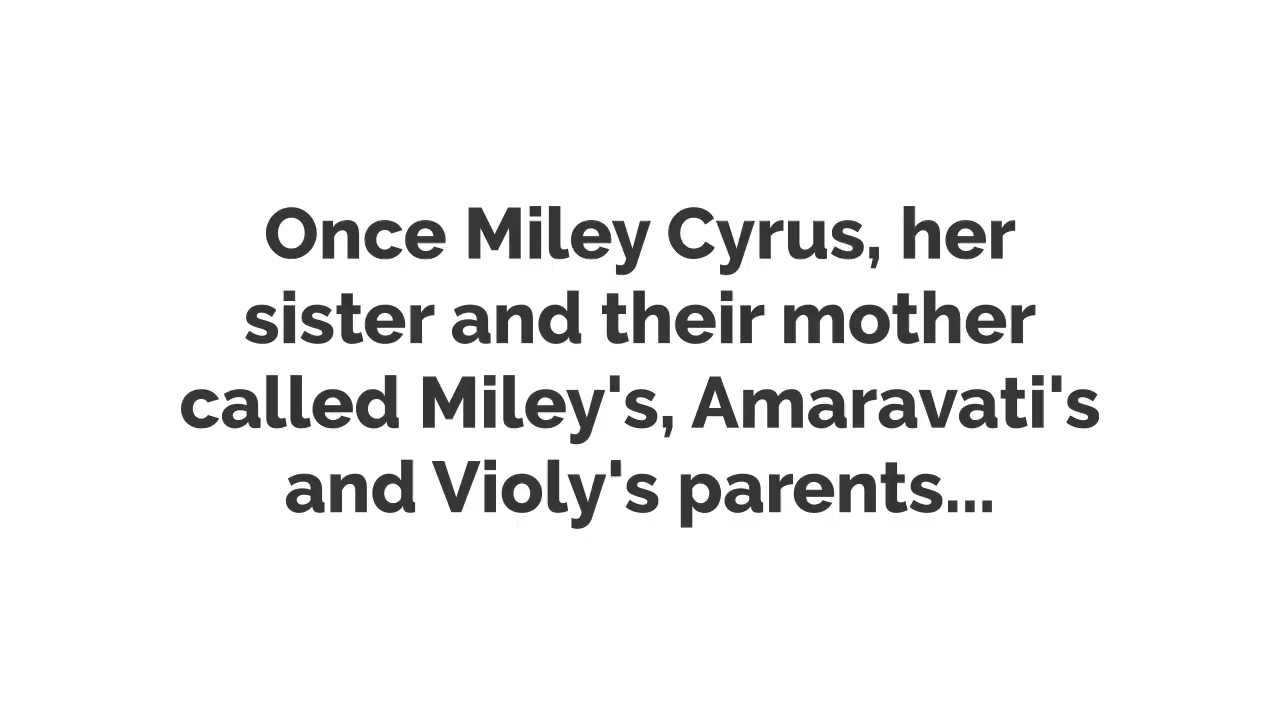 Once Miley Cyrus, her
sister and their mother
called Miley's, Amaravati's
and Violy's parents...